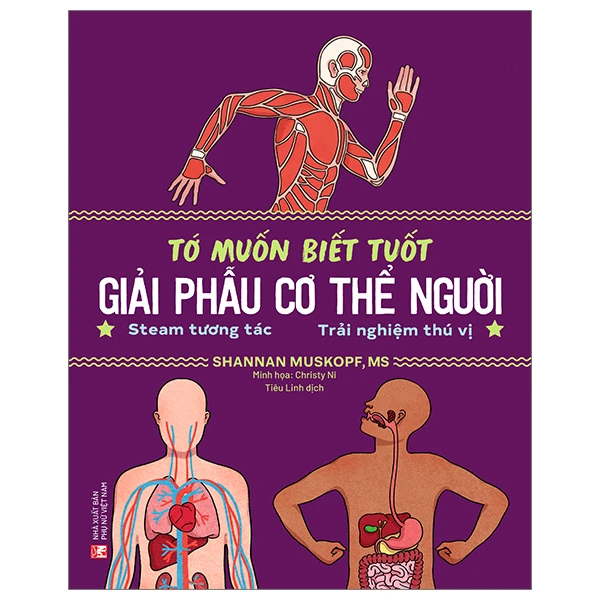 TỚ MUỐN BIẾT TUỐT
GIẢI PHẪU CƠ THỂ NGƯỜI
Steam tương tác Trải nghiệm thú vị
SHANNAN MUSKOPF, MS
Minh họa: Christy Ni
Tiêu Linh dịch
NHÀ XUẤT BẢN
PHỤ NỮ VIỆT NAM